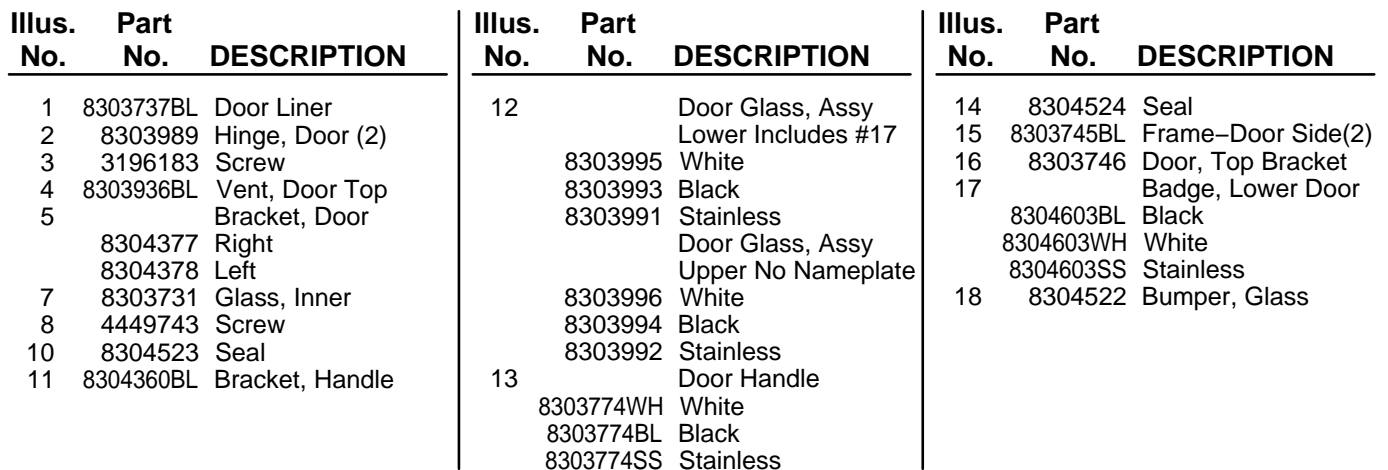 Illus. Part
No. No. DESCRIPTION
1 8303737BL Door Liner
2 8303989 Hinge, Door (2)
3 3196183 Screw
4 8303936BL Vent, Door Top
5 Bracket, Door
8304377 Right
8304378 Left
7 8303731 Glass, Inner
8 4449743 Screw
10 8304523 Seal
11 8304360BL Bracket, Handle
Illus. Part
No. No. DESCRIPTION
12 Door Glass, Assy
Lower Includes #17
8303995 White
8303993 Black
8303991 Stainless
Door Glass, Assy
Upper No Nameplate
8303996 White
8303994 Black
8303992 Stainless
13 Door Handle
8303774WH White
8303774BL Black
8303774SS Stainless
Illus. Part
No. No. DESCRIPTION
14 8304524 Seal
15 8303745BL Frame−Door Side(2)
16 8303746 Door, Top Bracket
17 Badge, Lower Door
8304603BL Black
8304603WH White
8304603SS Stainless
18 8304522 Bumper, Glass